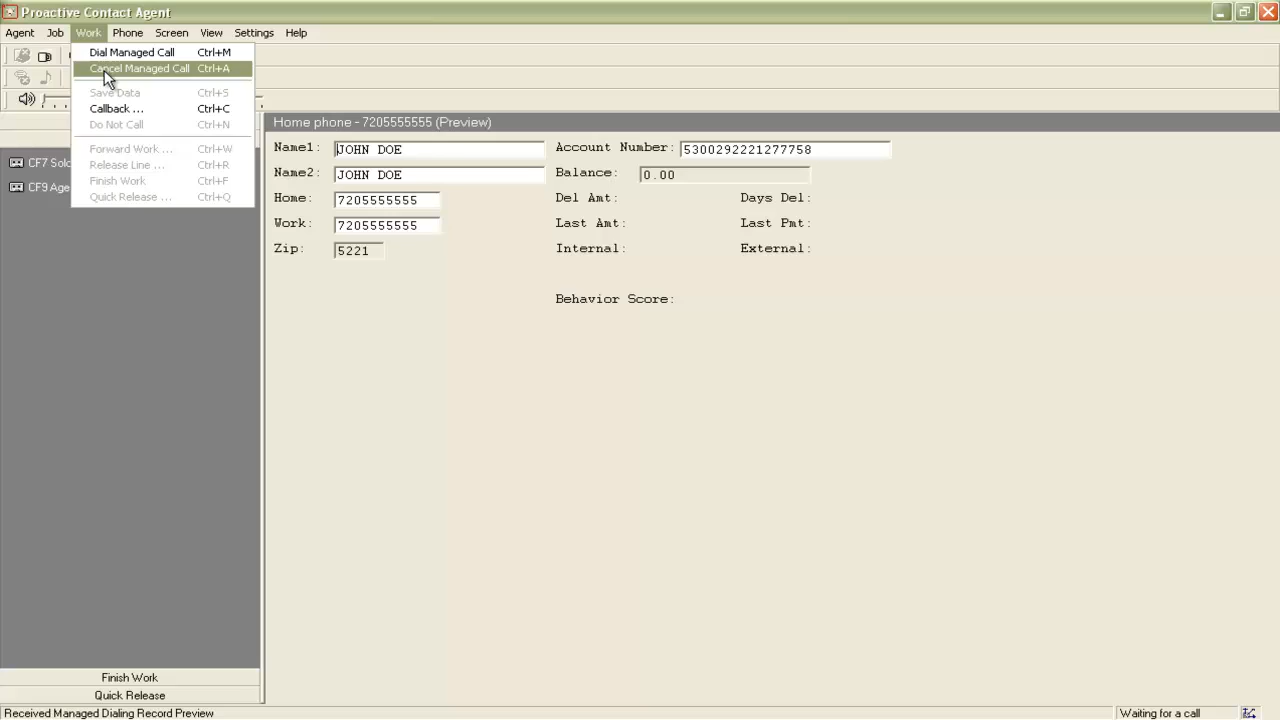 Proactive Contact Agent
Agent Job Work Phone Screen View Settings Help
Dial Managed Call Ctrl+M
Cancel Managed Call Ctrl+A
Save Data Ctrl+S
Callback ... Ctrl+C
Do Not Call Ctrl+N
Forward Work ... Ctrl+W
Release Line ... Ctrl+R
Finish Work Ctrl+F
Quick Release ... Ctrl+Q
CF7
CF9
Home phone - 7205555555 (Preview)
Name1: JOHN DOE Account Number: 5300292221277758
Name2: JOHN DOE Balance: 0.00
Home: 7205555555 Del Amt: Days Del:
Work: 7205555555 Last Amt: Last Pmt:
Zip: 5221 Internal: External:
Behavior Score:
Finish Work
Quick Release
Received Managed Dialing Record Preview Waiting for a call